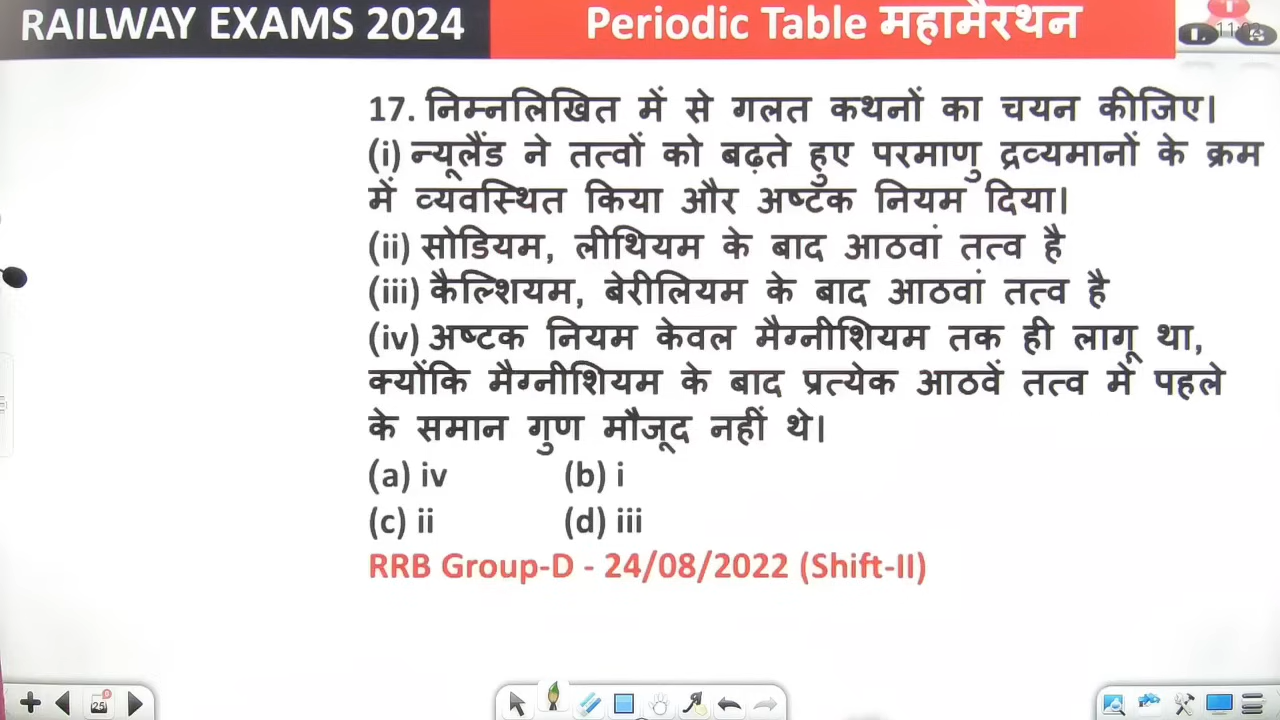 RAILWAY EXAMS 2024
Periodic Table महामैरथन
17. निम्नलिखित में से गलत कथनों का चयन कीजिए।
(i) न्यूलैंड ने तत्वों को बढ़ते हुए परमाणु द्रव्यमानों के क्रम
में व्यवस्थित किया और अष्टक नियम दिया।
(ii) सोडियम, लीथियम के बाद आठवां तत्व है
(iii) कैल्शियम, बेरीलियम के बाद आठवां तत्व है
(iv) अष्टक नियम केवल मैग्नीशियम तक ही लागू था,
क्योंकि मैग्नीशियम के बाद प्रत्येक आठवें तत्व में पहले
के समान गुण मौजूद नहीं थे।
(a) iv (b) i
(c) ii (d) iii
RRB Group-D - 24/08/2022 (Shift-II)